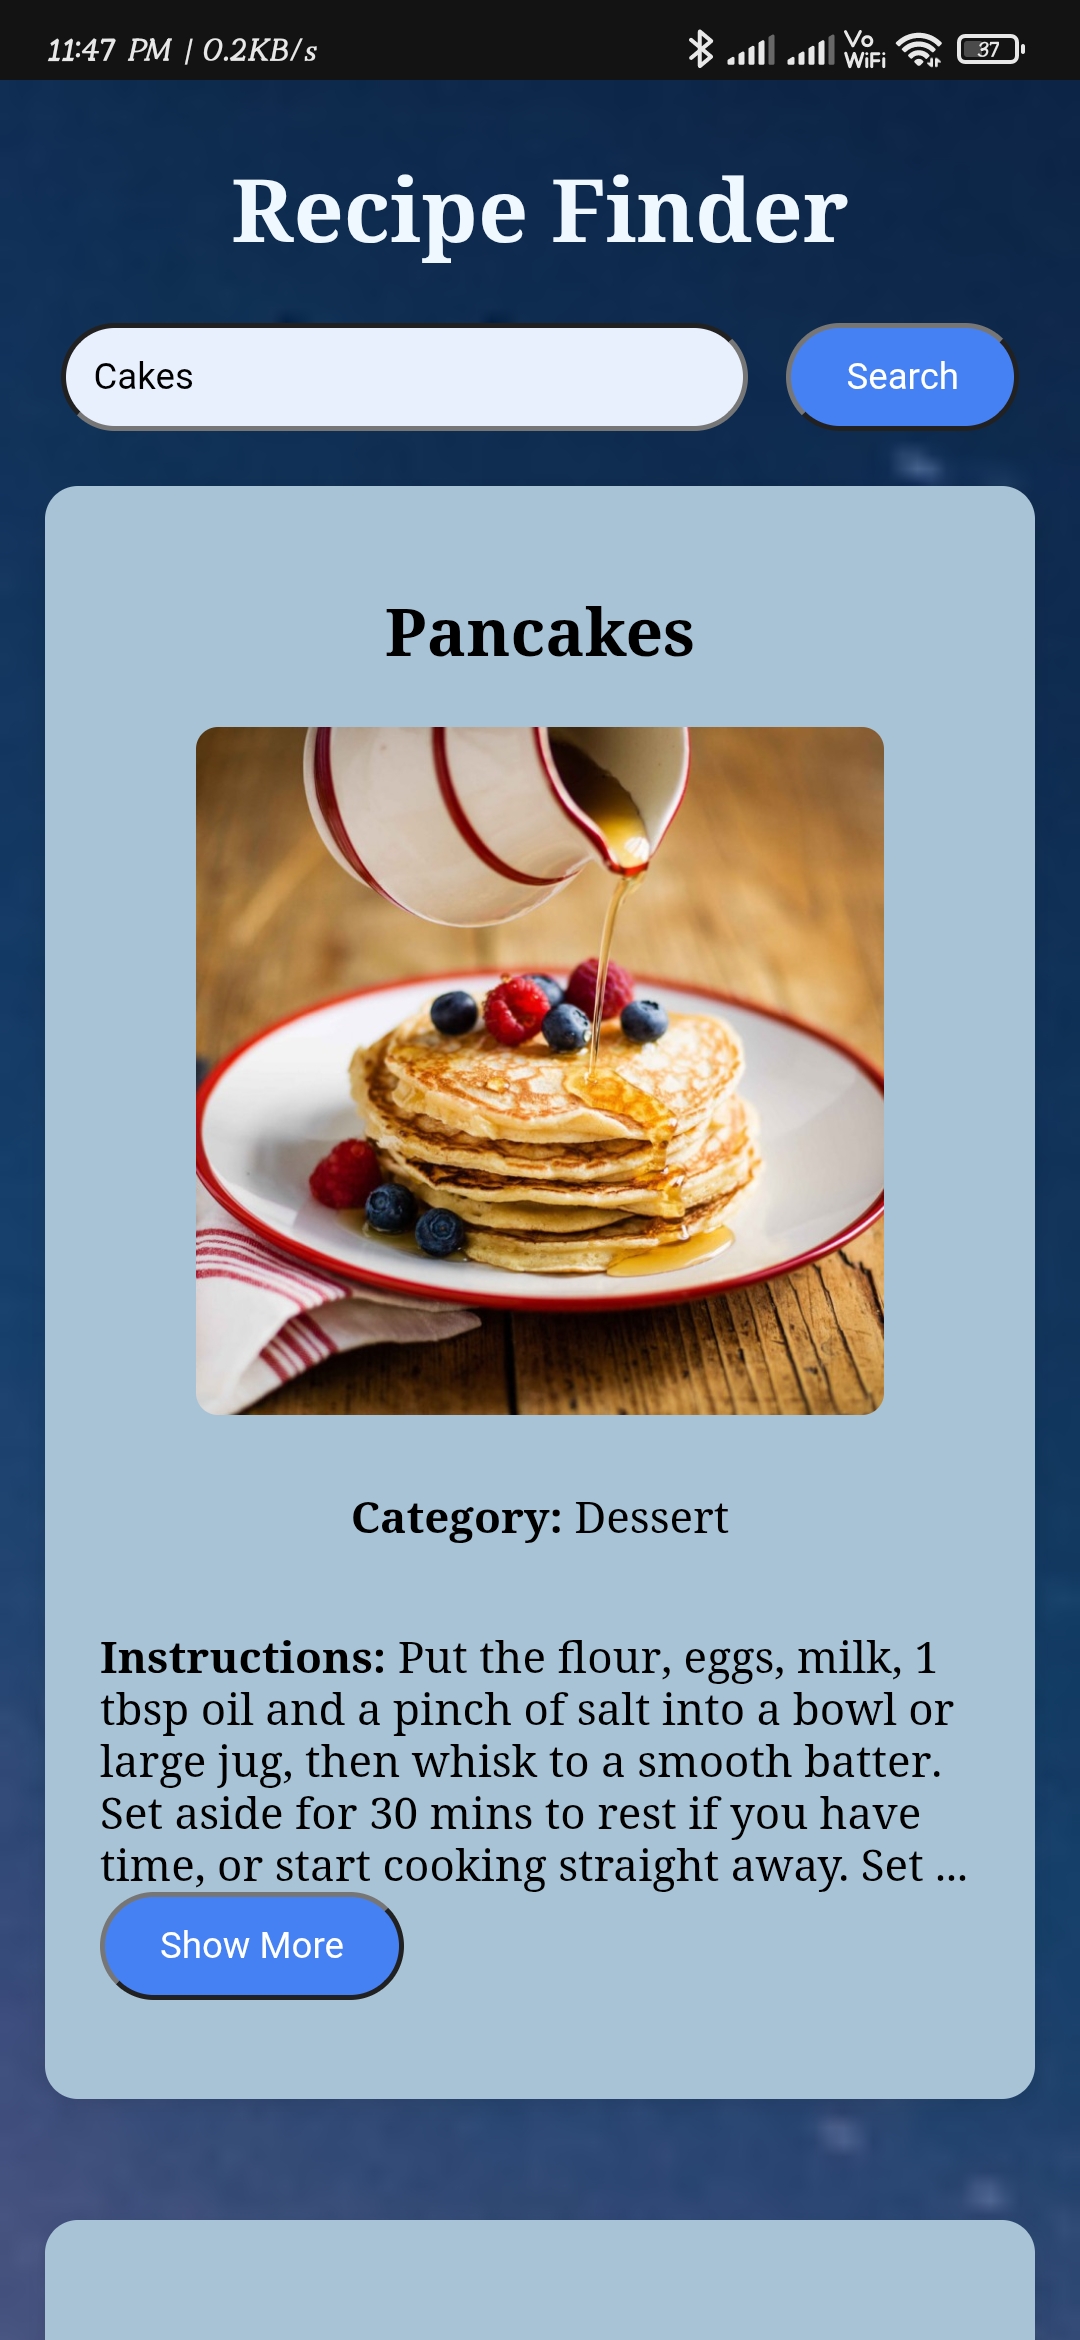 11:47 PM | 0.2KB/s
Vo
WiFi
37
Recipe Finder
Cakes
Search
Pancakes
Category: Dessert
Instructions: Put the flour, eggs, milk, 1
tbsp oil and a pinch of salt into a bowl or
large jug, then whisk to a smooth batter.
Set aside for 30 mins to rest if you have
time, or start cooking straight away. Set ...
Show More